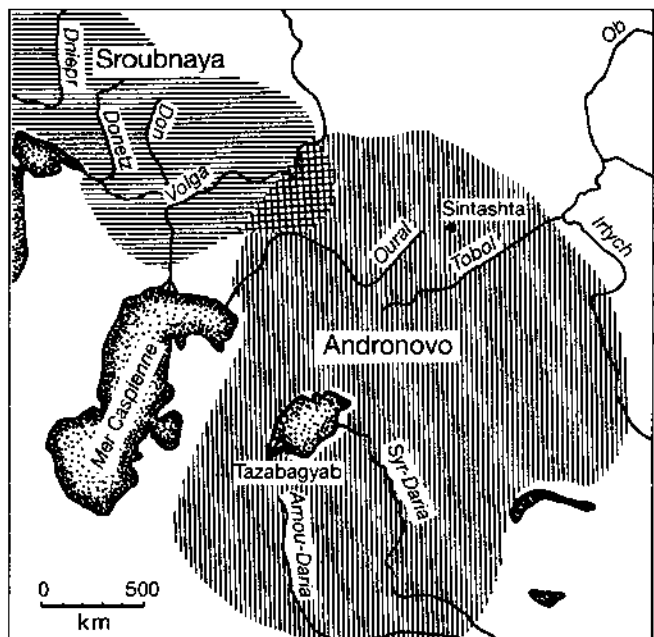 Ob
Dniepr
Sroubnaya
Donetz
Don
Volga
Sintashta
Oural
Tobol
Irtych
Andronovo
Mer Caspienne
Tazabagyab
Syr-Daria
Amou-Daria
0 500
km